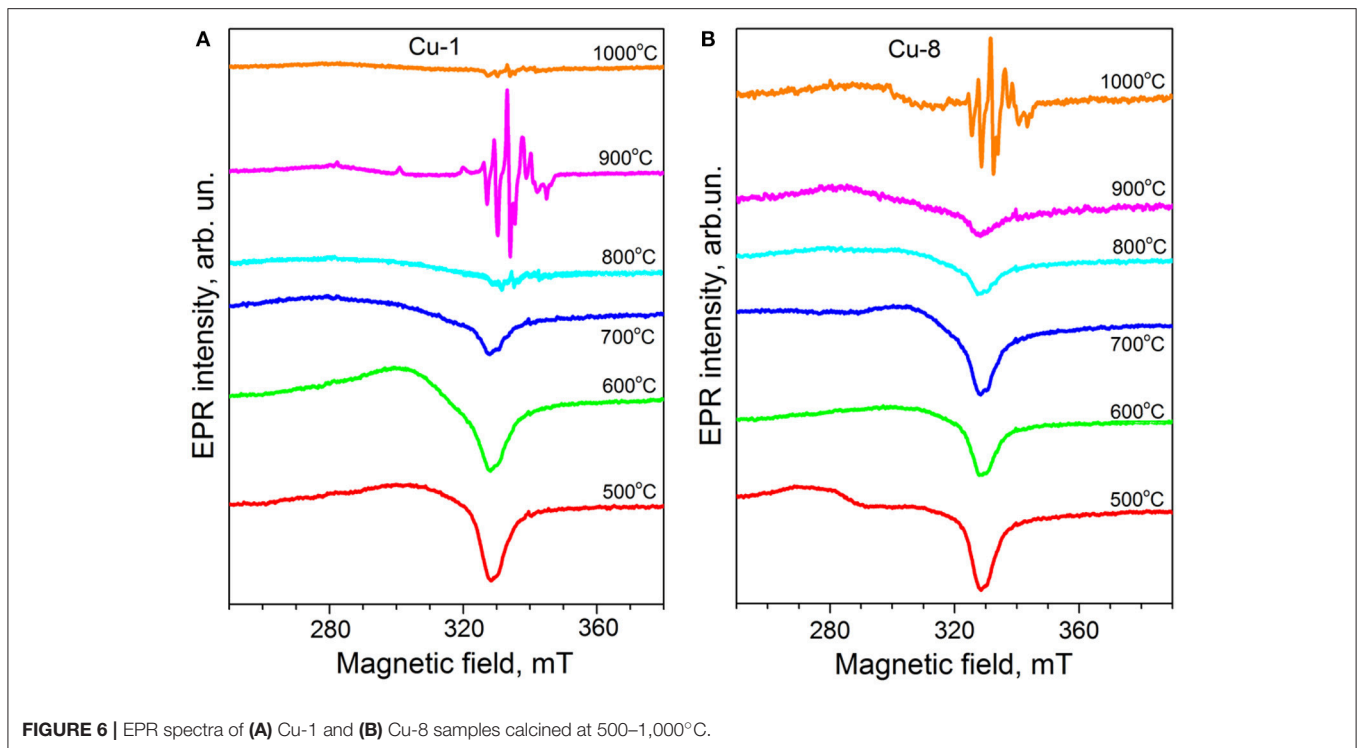 A
Cu-1
1000°C
900°C
800°C
700°C
600°C
500°C
EPR intensity, arb. un.
280 320 360
Magnetic field, mT
B
Cu-8
1000°C
900°C
800°C
700°C
600°C
500°C
EPR intensity, arb.un.
280 320 360
Magnetic field, mT
FIGURE 6 | EPR spectra of (A) Cu-1 and (B) Cu-8 samples calcined at 500–1,000°C.